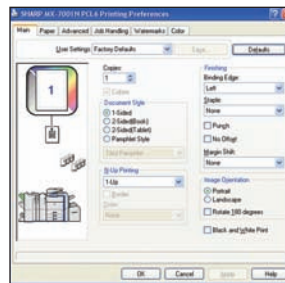 SHARP MX-7001N PCL6 Printing Preferences
Main Paper Advanced Job Handling Watermarks Color
User Settings: Factory Defaults Save... Defaults
1
Copies:
1
Collate
Document Style
1-Sided
2-Sided(Book)
2-Sided(Tablet)
Pamphlet Style
Tiled Pamphlet
N-Up Printing
1-Up
Border
Order:
None
Finishing
Binding Edge:
Left
Staple:
None
Punch
No Offset
Margin Shift:
None
Image Orientation
Portrait
Landscape
Rotate 180 degrees
Black and White Print
OK Cancel Apply Help